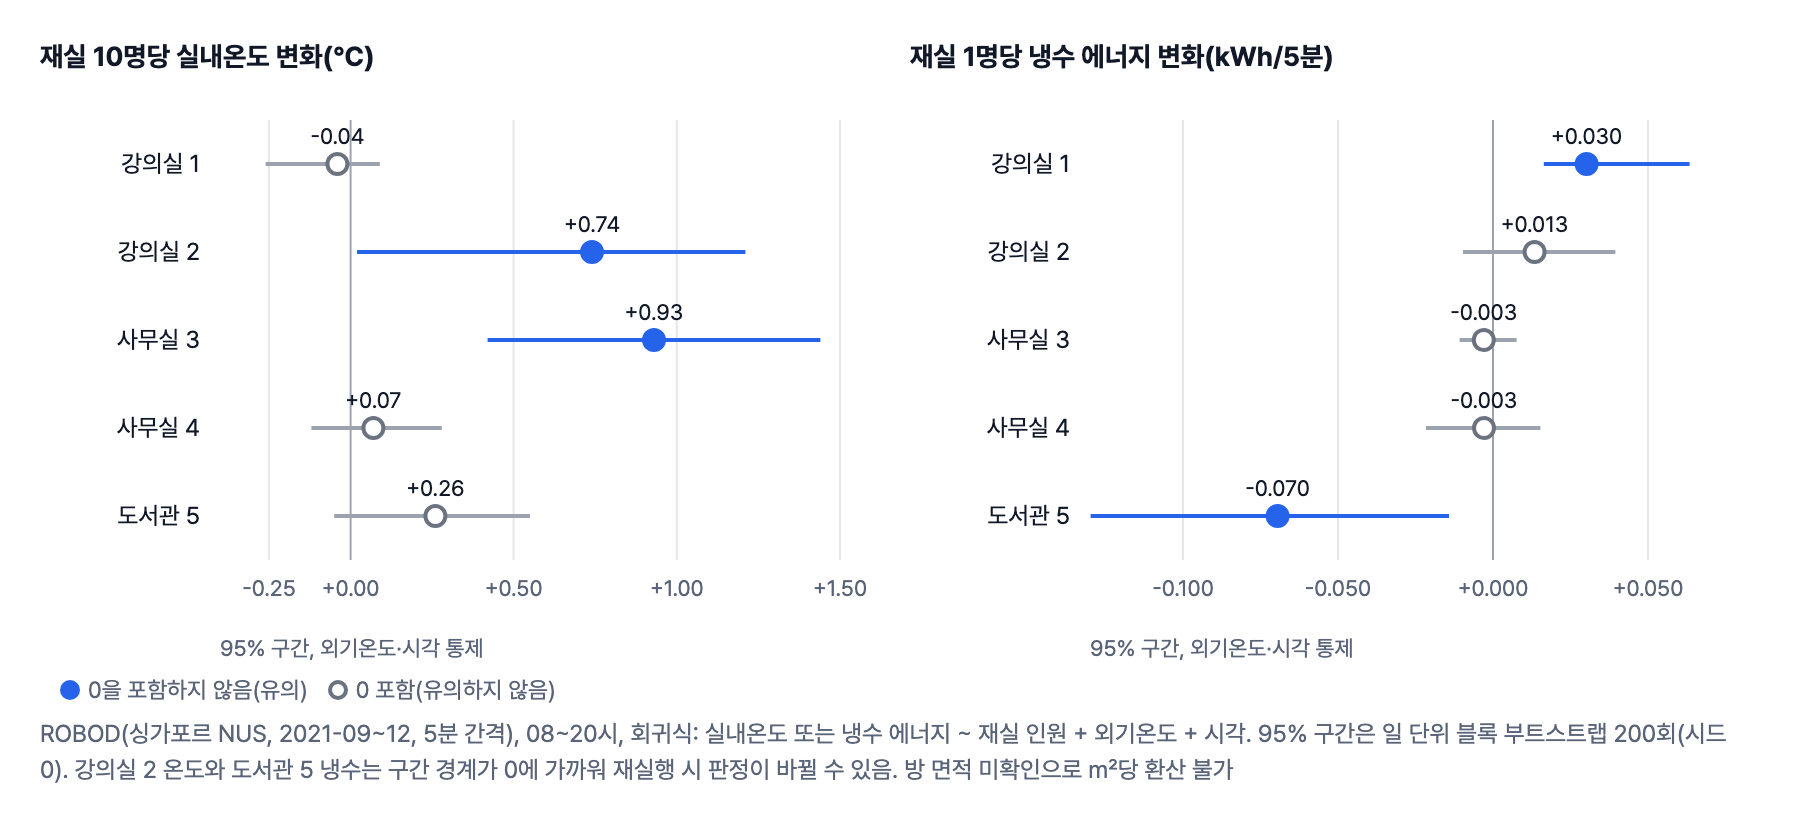 재실 10명당 실내온도 변화(°C)
강의실 1
-0.04
강의실 2
+0.74
사무실 3
+0.93
사무실 4
+0.07
도서관 5
+0.26
-0.25 +0.00 +0.50 +1.00 +1.50
95% 구간, 외기온도·시각 통제
재실 1명당 냉수 에너지 변화(kWh/5분)
강의실 1
+0.030
강의실 2
+0.013
사무실 3
-0.003
사무실 4
-0.003
도서관 5
-0.070
-0.100 -0.050 +0.000 +0.050
95% 구간, 외기온도·시각 통제
0을 포함하지 않음(유의) 0 포함(유의하지 않음)
ROBOD(싱가포르 NUS, 2021-09~12, 5분 간격), 08~20시, 회귀식: 실내온도 또는 냉수 에너지 ~ 재실 인원 + 외기온도 + 시각. 95% 구간은 일 단위 블록 부트스트랩 200회(시드
0). 강의실 2 온도와 도서관 5 냉수는 구간 경계가 0에 가까워 재실행 시 판정이 바뀔 수 있음. 방 면적 미확인으로 m²당 환산 불가